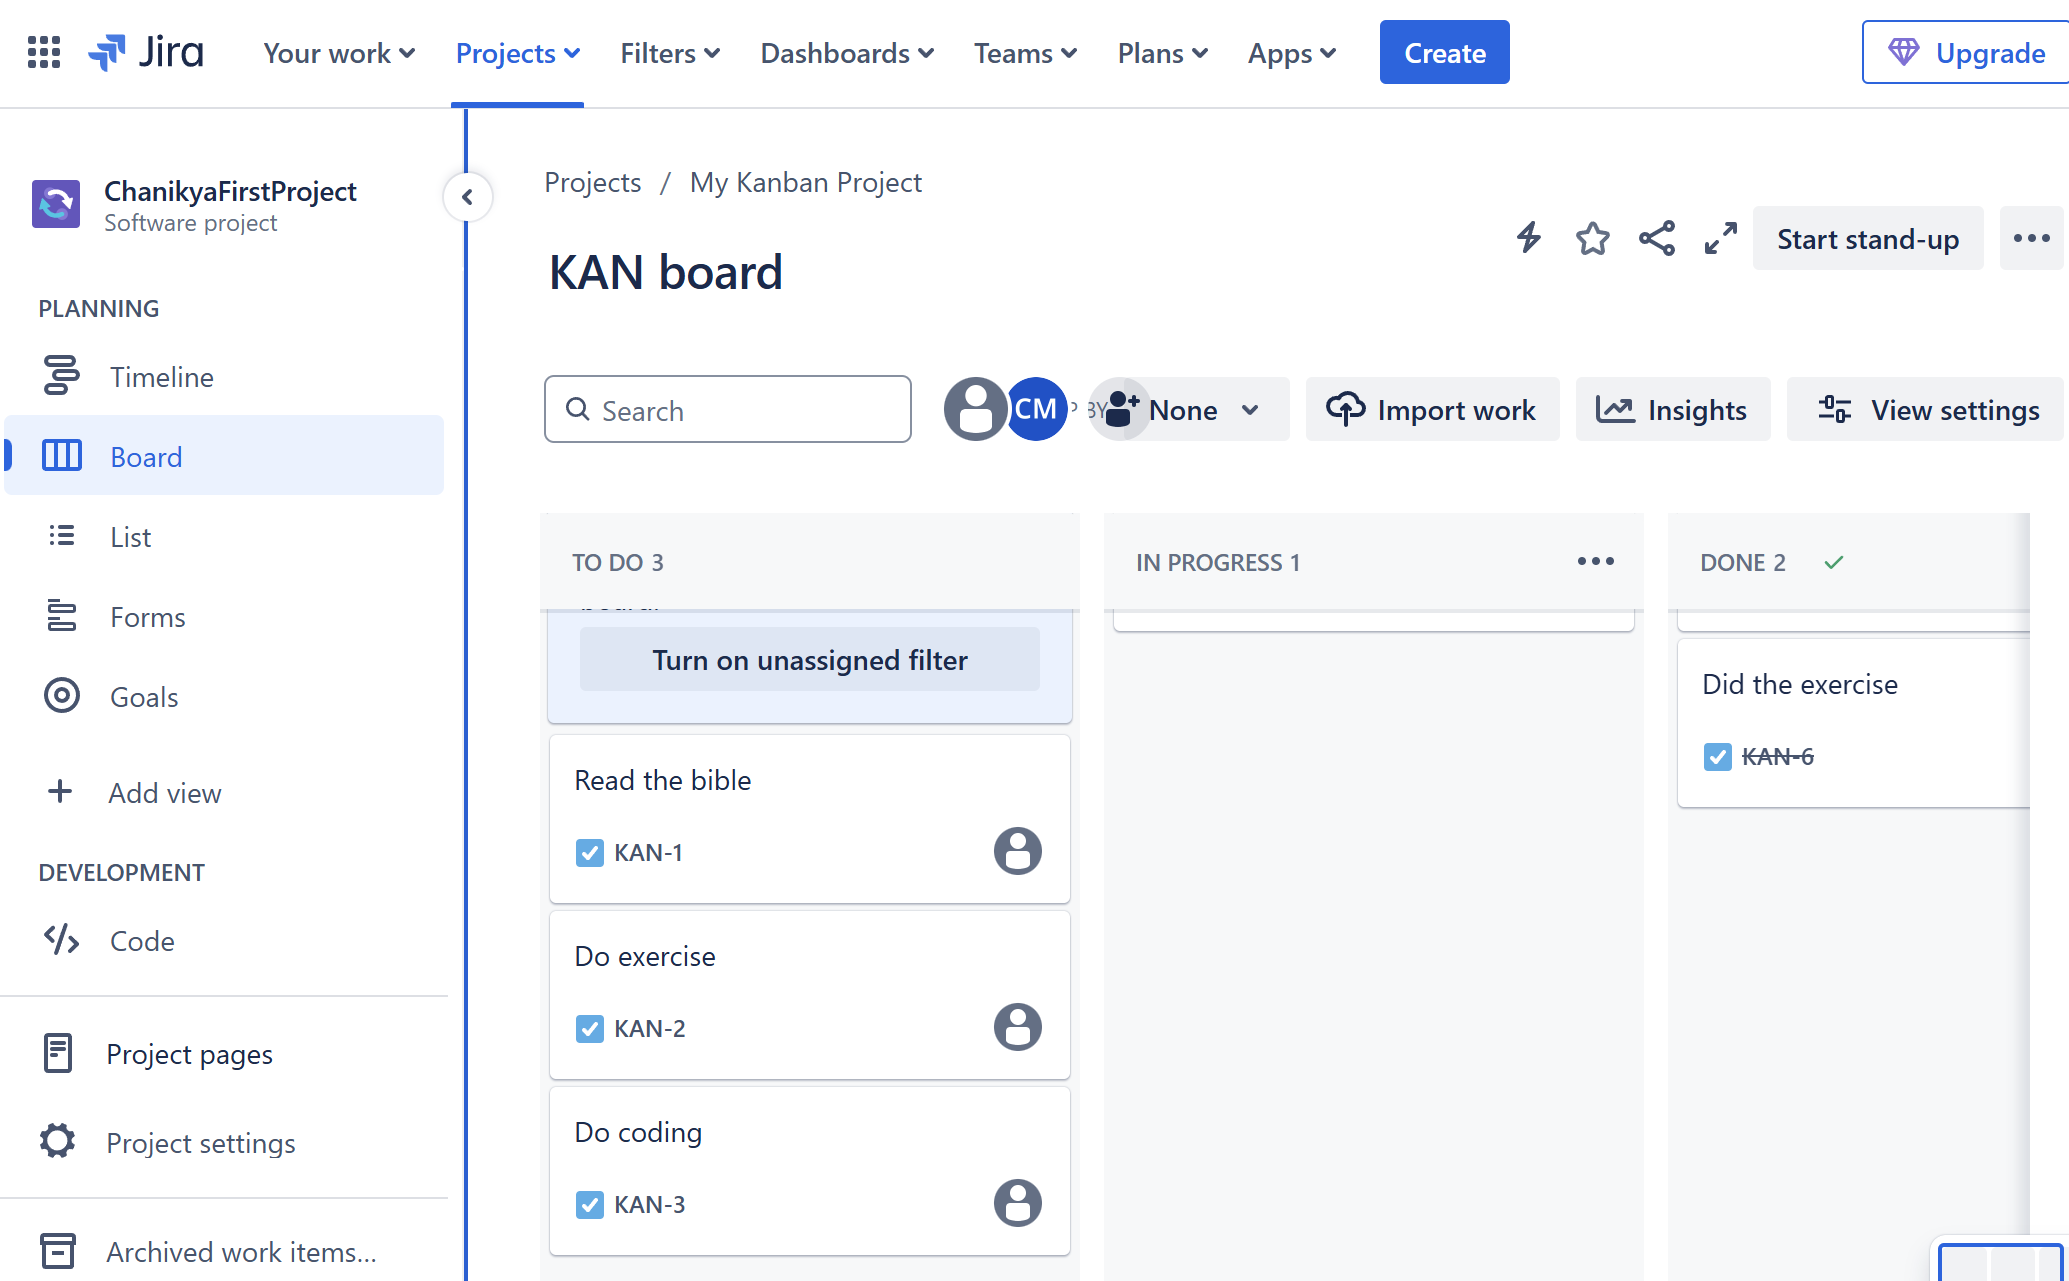 Jira
Your work
Projects
Filters
Dashboards
Teams
Plans
Apps
Create
Upgrade
ChanikyaFirstProject
Software project
PLANNING
Timeline
Board
List
Forms
Goals
Add view
DEVELOPMENT
Code
Project pages
Project settings
Archived work items...
Projects / My Kanban Project
KAN board
Start stand-up
Search
CM
BY
None
Import work
Insights
View settings
TO DO 3
Turn on unassigned filter
Read the bible
KAN-1
Do exercise
KAN-2
Do coding
KAN-3
IN PROGRESS 1
DONE 2
Did the exercise
KAN-6